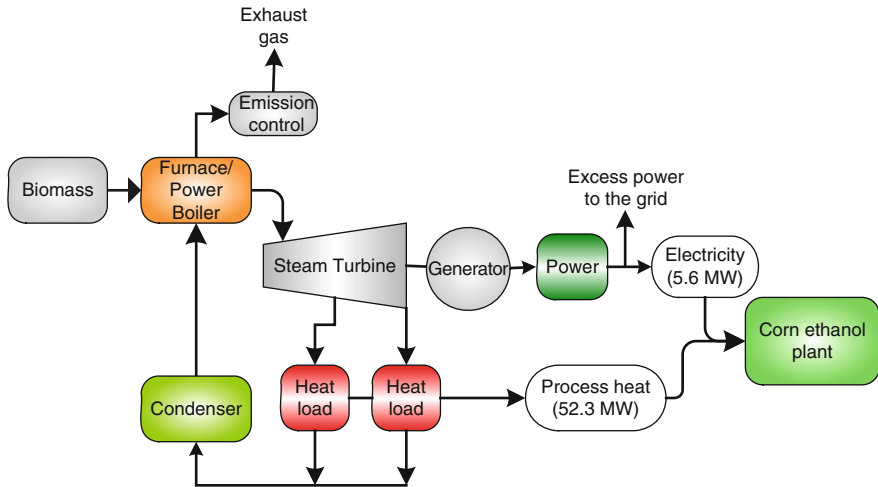 Exhaust
gas
Emission
control
Biomass
Furnace/
Power
Boiler
Excess power
to the grid
Steam Turbine
Generator
Power
Electricity
(5.6 MW)
Corn ethanol
plant
Condenser
Heat
load
Heat
load
Process heat
(52.3 MW)